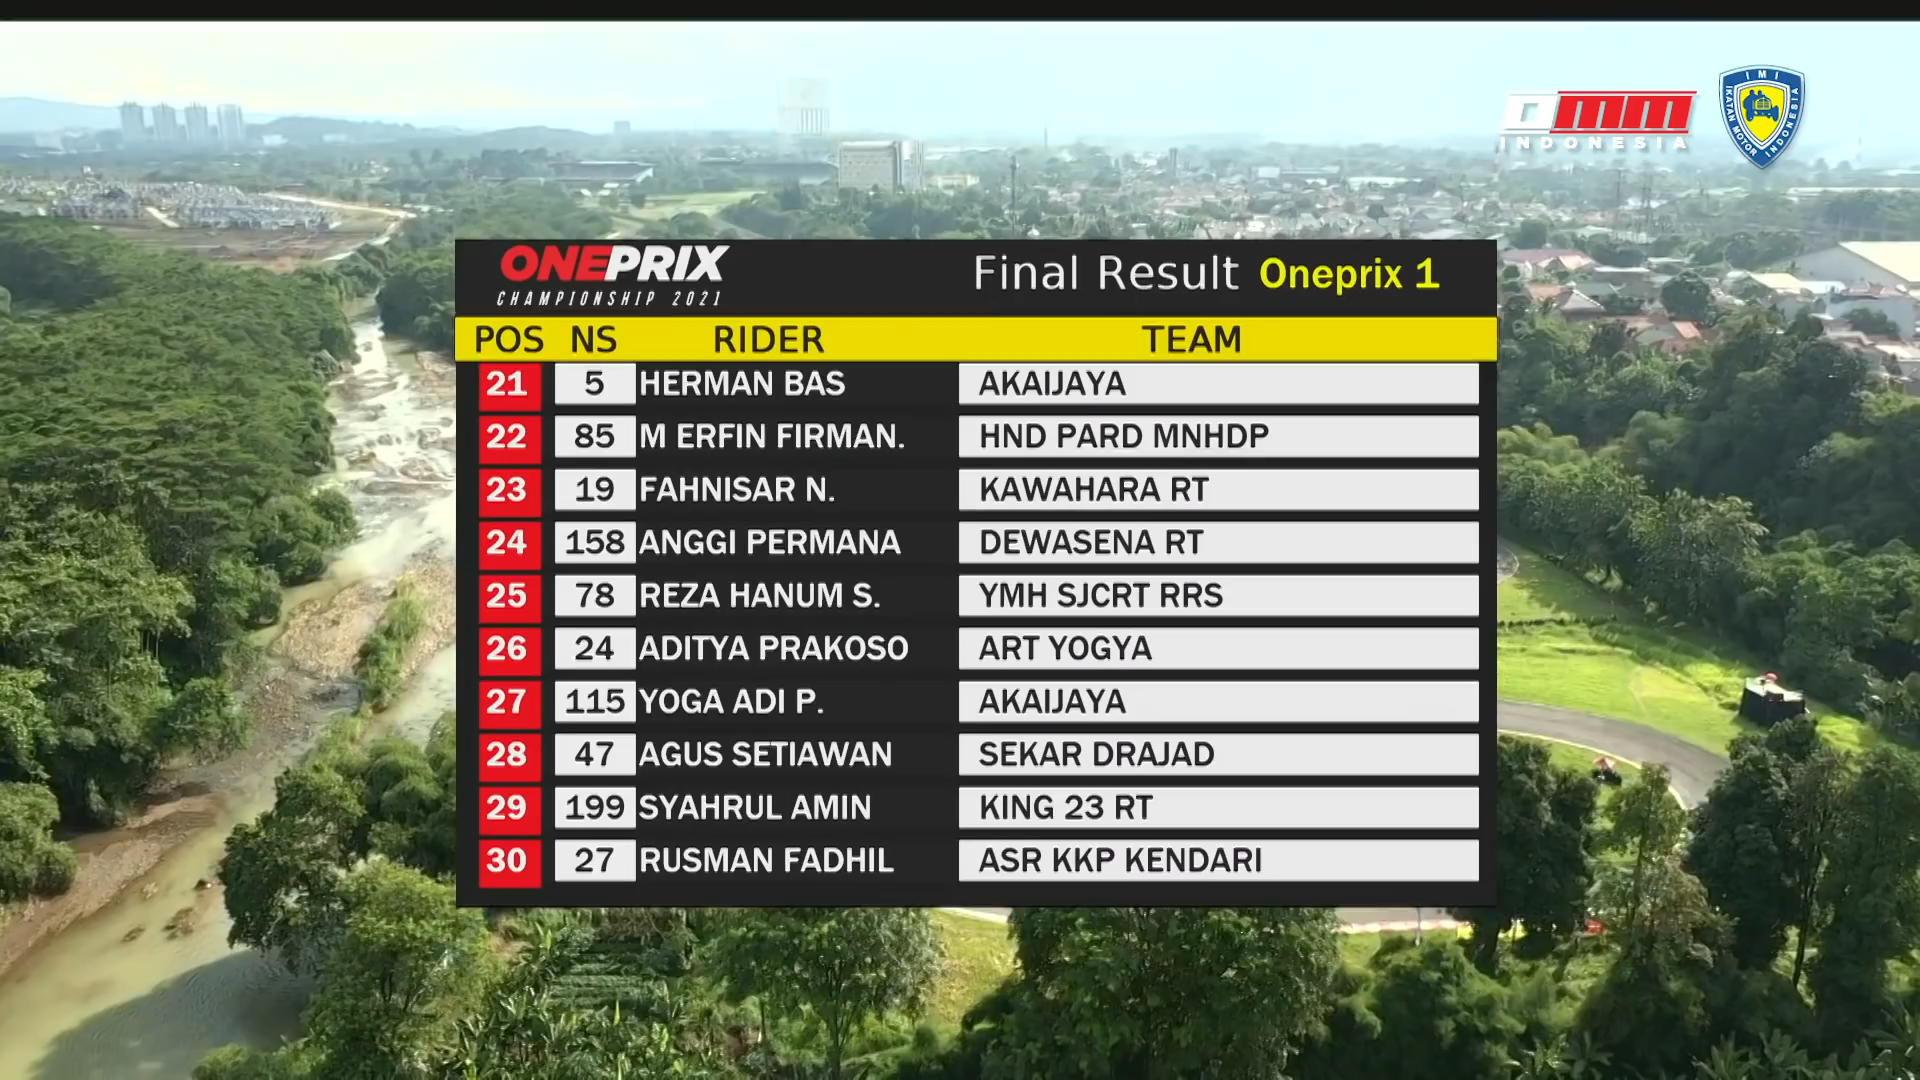 OMM
INDONESIA
IMI
IKATAN MOTOR INDONESIA
ONEPRIX
CHAMPIONSHIP 2021
Final Result Oneprix 1
POS NS RIDER TEAM
21 5 HERMAN BAS AKAIJAYA
22 85 M ERFIN FIRMAN. HND PARD MNHDP
23 19 FAHNISAR N. KAWAHARA RT
24 158 ANGGI PERMANA DEWASENA RT
25 78 REZA HANUM S. YMH SJCRT RRS
26 24 ADITYA PRAKOSO ART YOGYA
27 115 YOGA ADI P. AKAIJAYA
28 47 AGUS SETIAWAN SEKAR DRAJAD
29 199 SYAHRUL AMIN KING 23 RT
30 27 RUSMAN FADHIL ASR KKP KENDARI